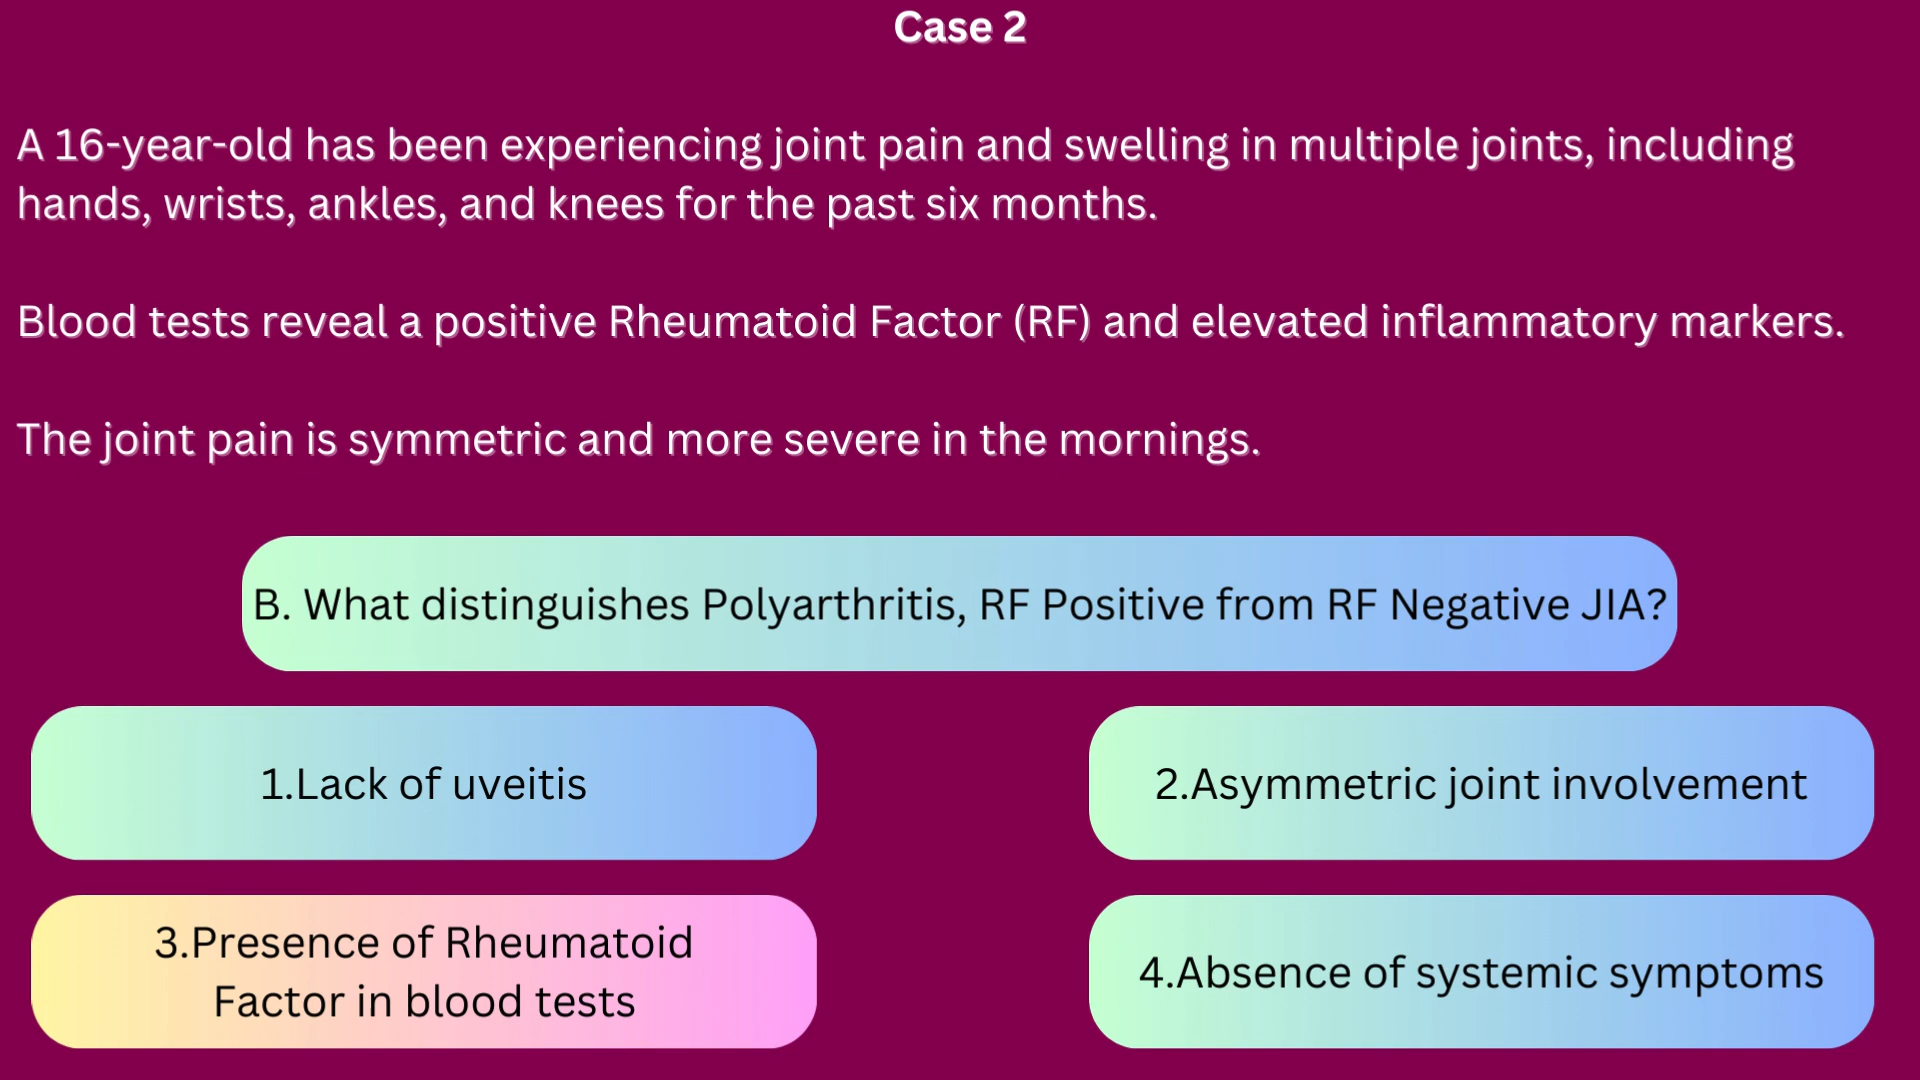 Case 2
A 16-year-old has been experiencing joint pain and swelling in multiple joints, including
hands, wrists, ankles, and knees for the past six months.
Blood tests reveal a positive Rheumatoid Factor (RF) and elevated inflammatory markers.
The joint pain is symmetric and more severe in the mornings.
B. What distinguishes Polyarthritis, RF Positive from RF Negative JIA?
1.Lack of uveitis
2.Asymmetric joint involvement
3.Presence of Rheumatoid
Factor in blood tests
4.Absence of systemic symptoms